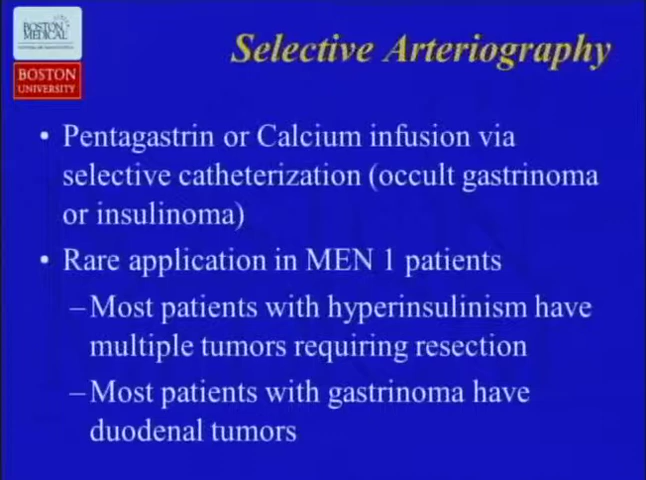 BOSTON
MEDICAL
BOSTON
UNIVERSITY
Selective Arteriography
• Pentagastrin or Calcium infusion via
selective catheterization (occult gastrinoma
or insulinoma)
• Rare application in MEN 1 patients
–Most patients with hyperinsulinism have
multiple tumors requiring resection
–Most patients with gastrinoma have
duodenal tumors